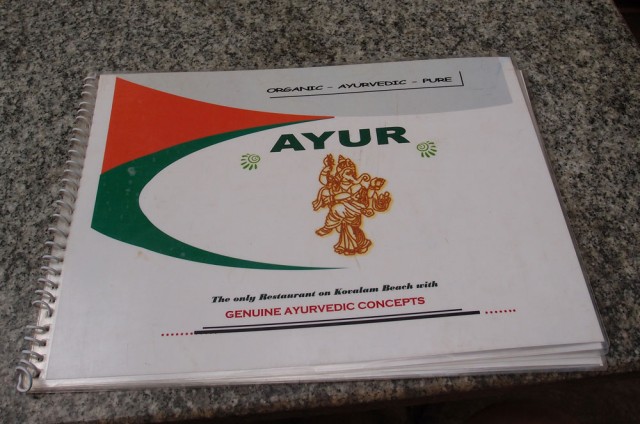 ORGANIC - AYURVEDIC - PURE
AYUR
The only Restaurant on Kovalam Beach with
GENUINE AYURVEDIC CONCEPTS